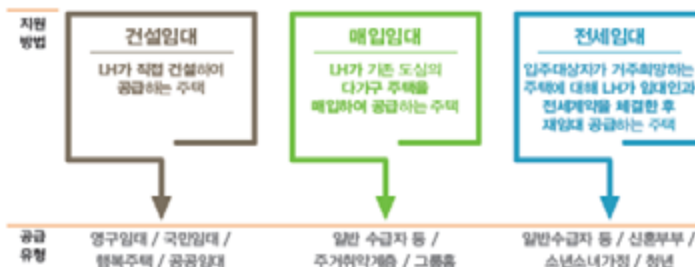 지원
방법
건설임대
LH가 직접 건설하여
공급하는 주택
매입임대
LH가 기존 도심의
다가구 주택을
매입하여 공급하는 주택
전세임대
입주대상자가 거주희망하는
주택에 대해 LH가 임대인과
전세계약을 체결한 후
재임대 공급하는 주택
공급
유형
영구임대 / 국민임대 /
행복주택 / 공공임대
일반 수급자 등 /
주거취약계층 / 그룹홈
일반수급자 등 / 신혼부부 /
소년소녀가정 / 청년